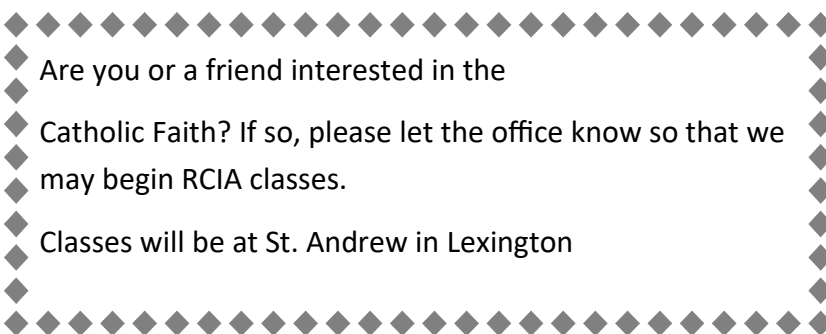 Are you or a friend interested in the
Catholic Faith? If so, please let the office know so that we
may begin RCIA classes.
Classes will be at St. Andrew in Lexington